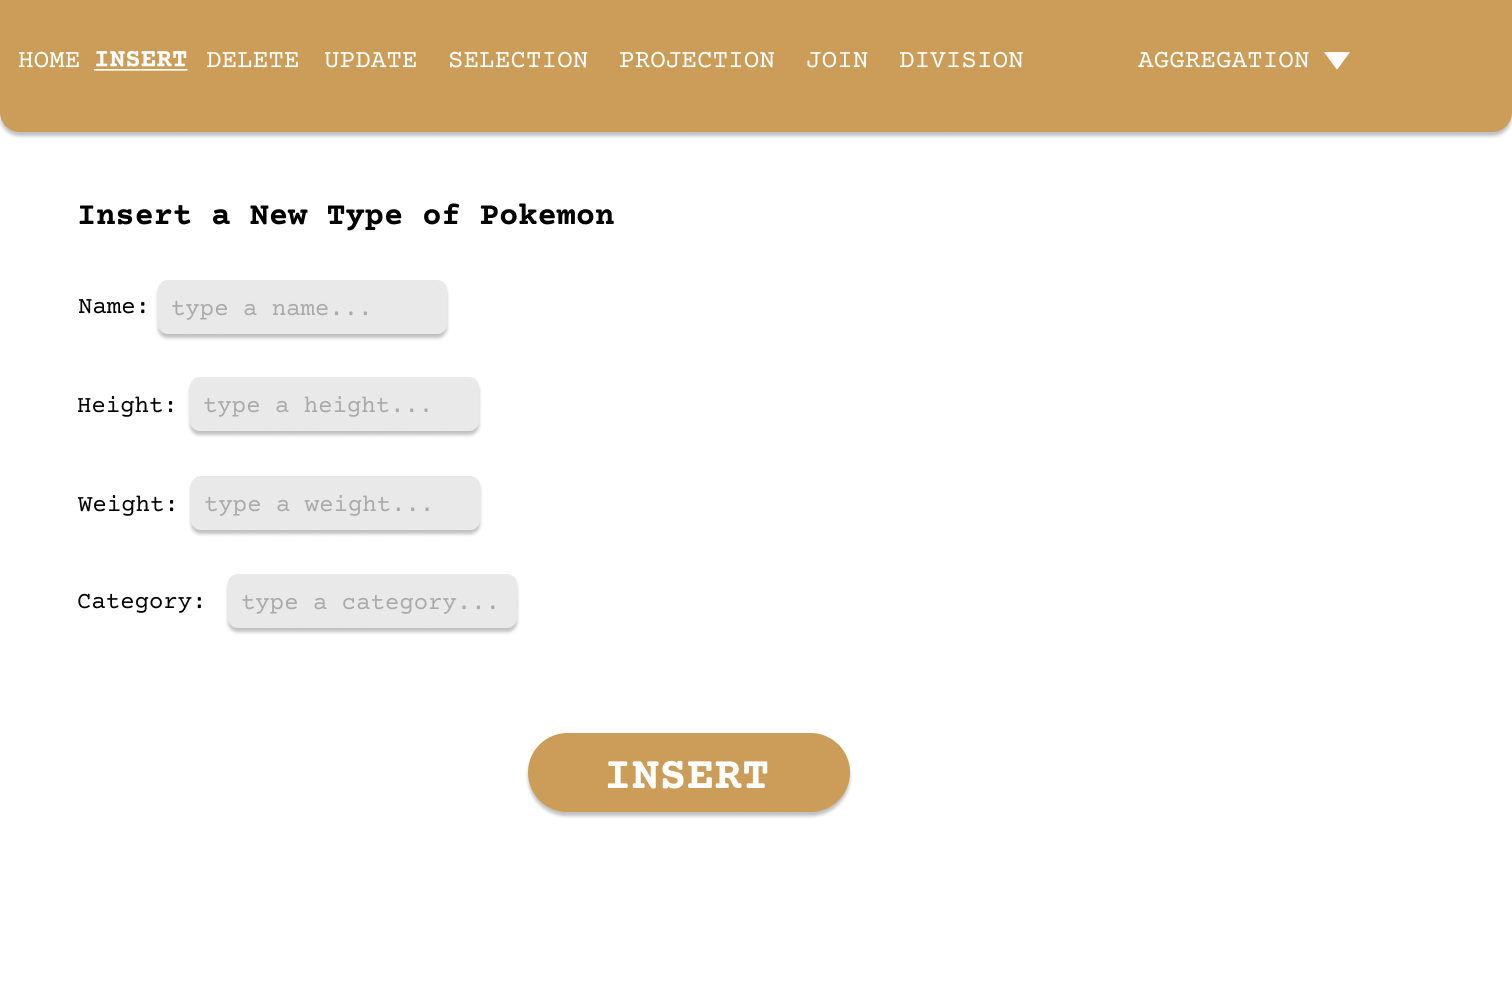 HOME INSERT DELETE UPDATE SELECTION PROJECTION JOIN DIVISION AGGREGATION
Insert a New Type of Pokemon
Name: type a name...
Height: type a height...
Weight: type a weight...
Category: type a category...
INSERT